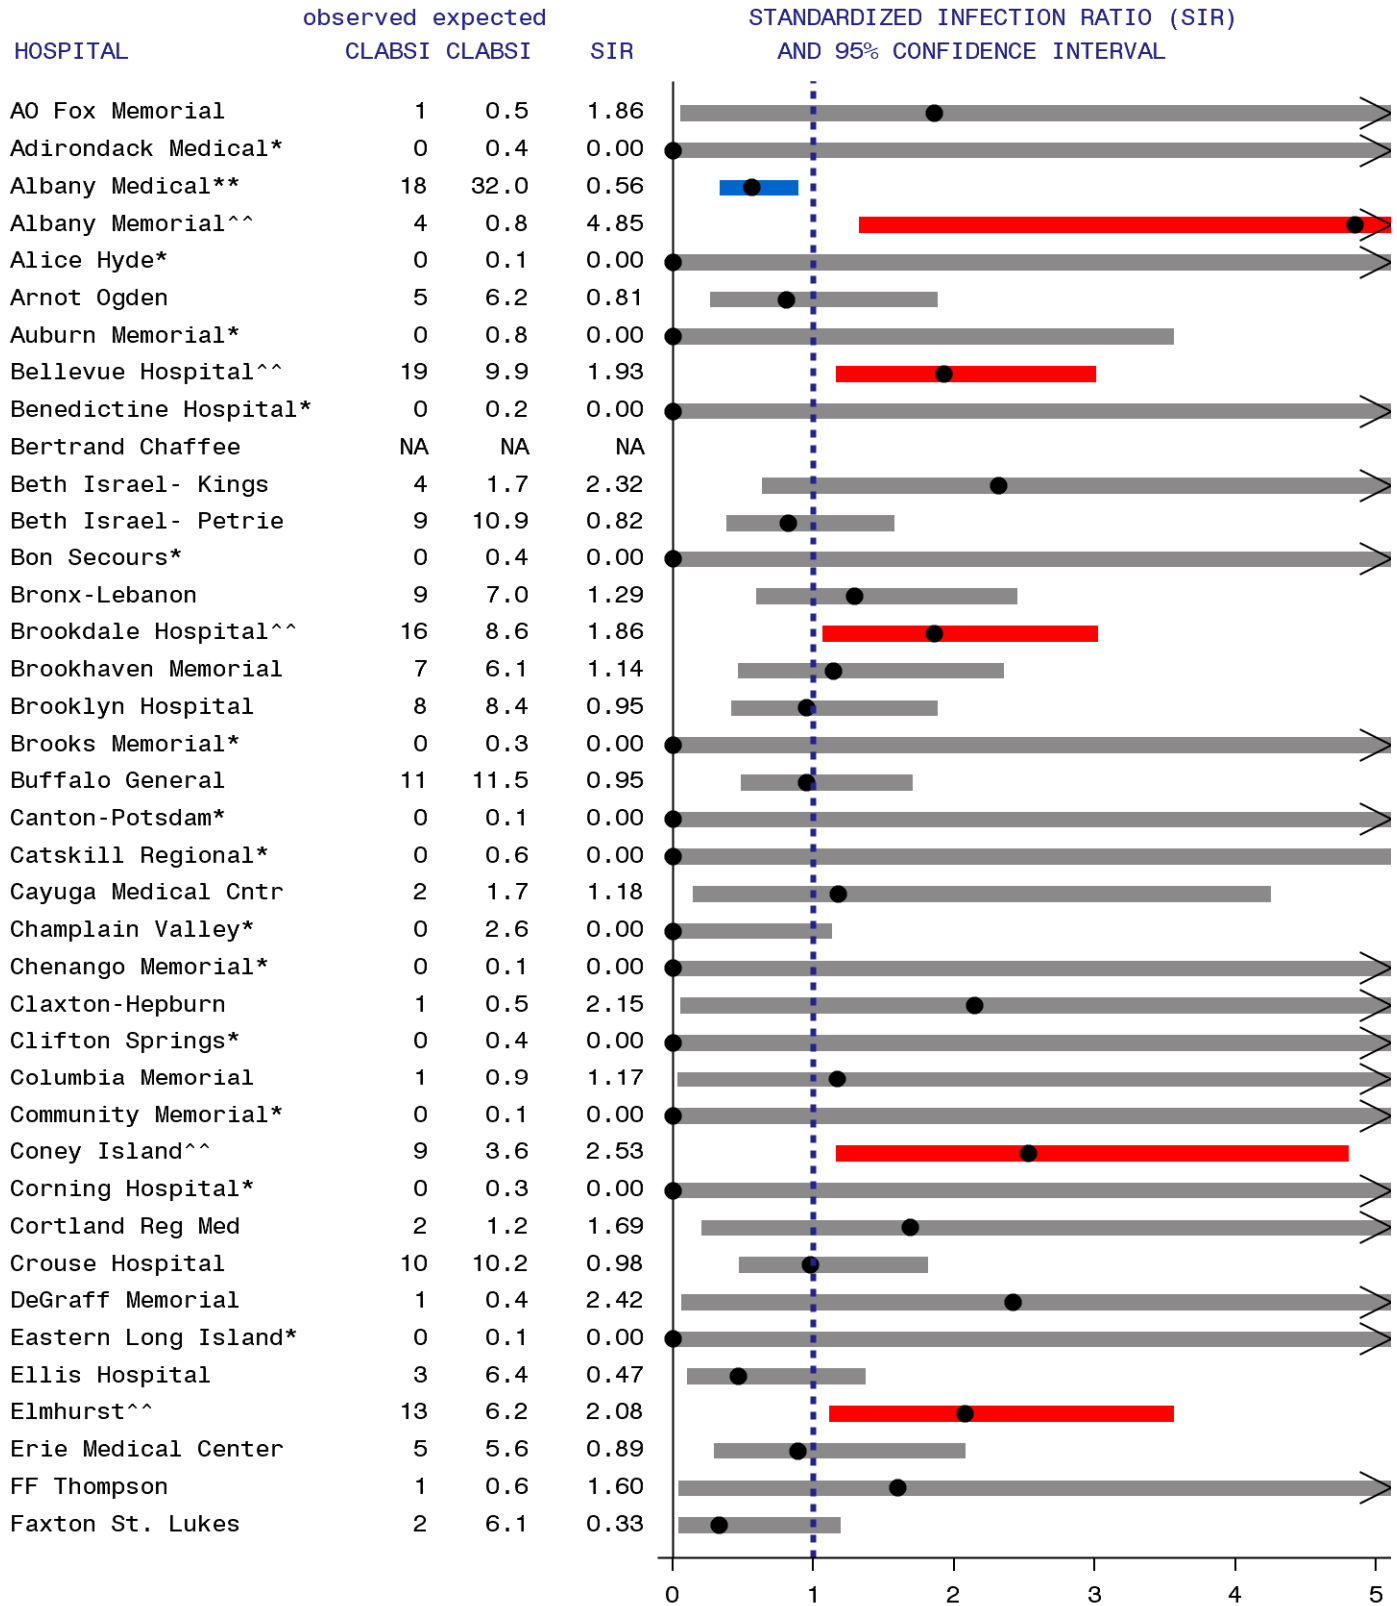 observed expected STANDARDIZED INFECTION RATIO (SIR)
HOSPITAL CLABSI CLABSI SIR AND 95% CONFIDENCE INTERVAL
AO Fox Memorial 1 0.5 1.86
Adirondack Medical* 0 0.4 0.00
Albany Medical** 18 32.0 0.56
Albany Memorial^^ 4 0.8 4.85
Alice Hyde* 0 0.1 0.00
Arnot Ogden 5 6.2 0.81
Auburn Memorial* 0 0.8 0.00
Bellevue Hospital^^ 19 9.9 1.93
Benedictine Hospital* 0 0.2 0.00
Bertrand Chaffee NA NA NA
Beth Israel- Kings 4 1.7 2.32
Beth Israel- Petrie 9 10.9 0.82
Bon Secours* 0 0.4 0.00
Bronx-Lebanon 9 7.0 1.29
Brookdale Hospital^^ 16 8.6 1.86
Brookhaven Memorial 7 6.1 1.14
Brooklyn Hospital 8 8.4 0.95
Brooks Memorial* 0 0.3 0.00
Buffalo General 11 11.5 0.95
Canton-Potsdam* 0 0.1 0.00
Catskill Regional* 0 0.6 0.00
Cayuga Medical Cntr 2 1.7 1.18
Champlain Valley* 0 2.6 0.00
Chenango Memorial* 0 0.1 0.00
Claxton-Hepburn 1 0.5 2.15
Clifton Springs* 0 0.4 0.00
Columbia Memorial 1 0.9 1.17
Community Memorial* 0 0.1 0.00
Coney Island^^ 9 3.6 2.53
Corning Hospital* 0 0.3 0.00
Cortland Reg Med 2 1.2 1.69
Crouse Hospital 10 10.2 0.98
DeGraff Memorial 1 0.4 2.42
Eastern Long Island* 0 0.1 0.00
Ellis Hospital 3 6.4 0.47
Elmhurst^^ 13 6.2 2.08
Erie Medical Center 5 5.6 0.89
FF Thompson 1 0.6 1.60
Faxton St. Lukes 2 6.1 0.33
0 1 2 3 4 5